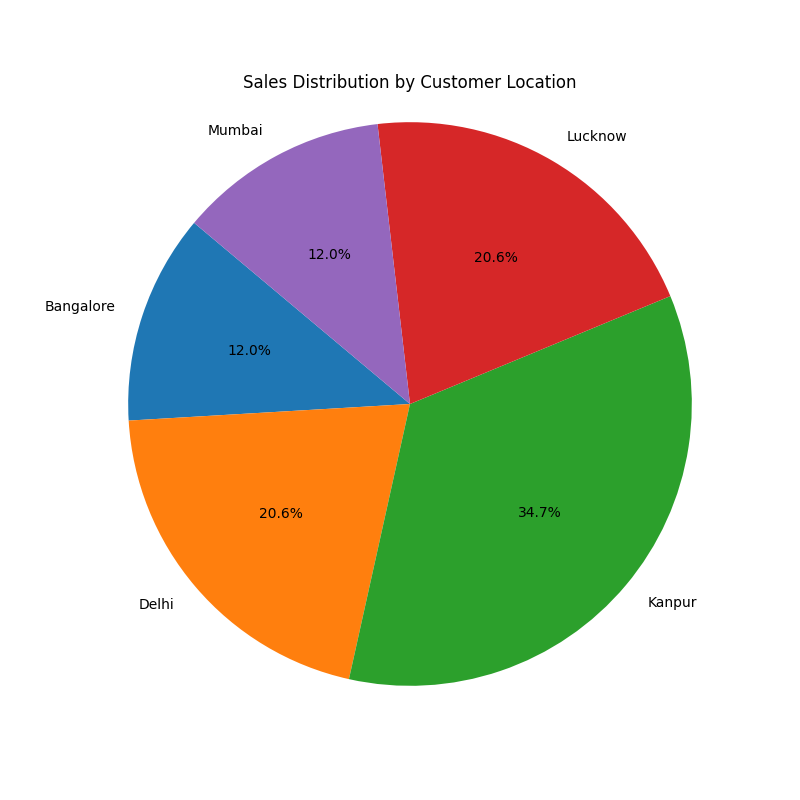 Sales Distribution by Customer Location
Mumbai
Lucknow
12.0%
20.6%
Bangalore
12.0%
20.6%
34.7%
Delhi
Kanpur